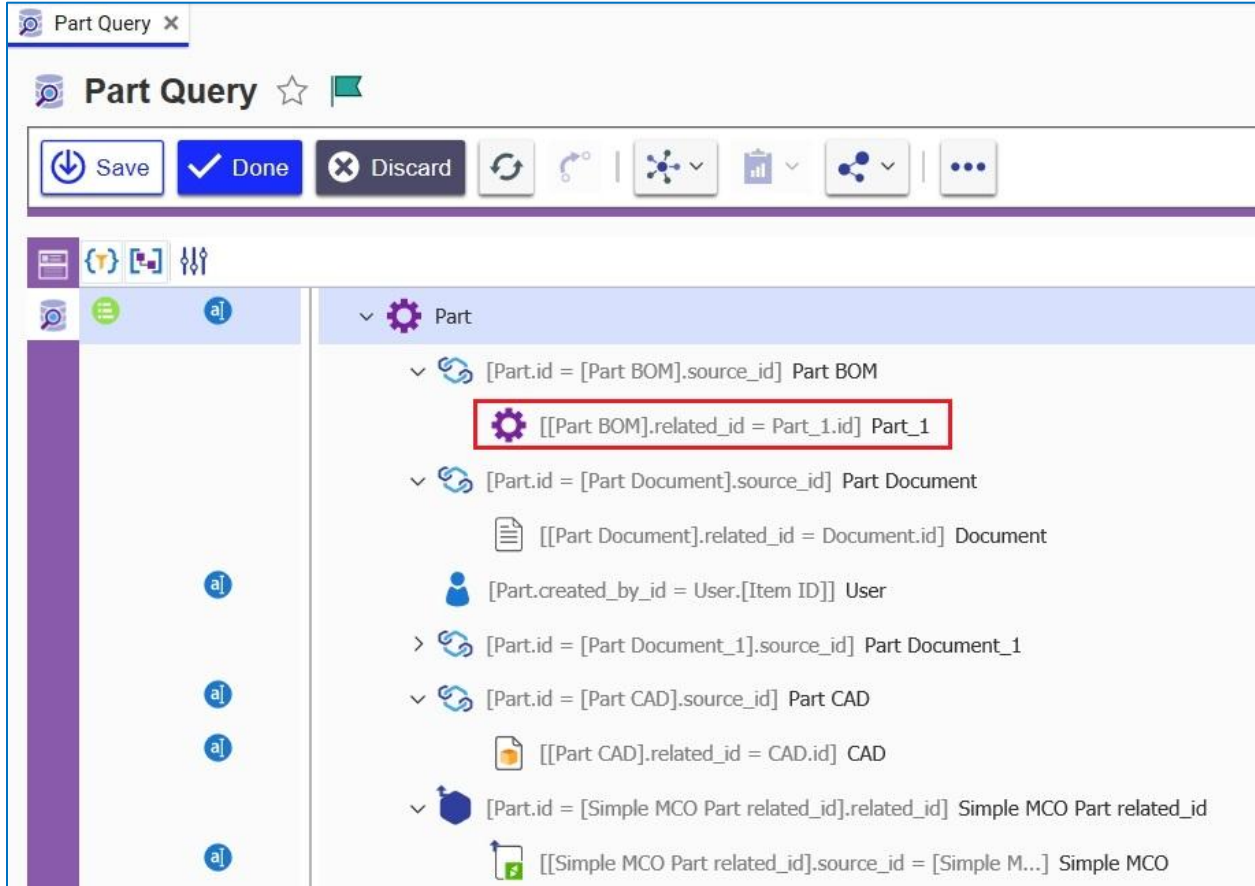 Part Query
Part Query
Save Done Discard
Part
[Part.id = [Part BOM].source_id] Part BOM
[[Part BOM].related_id = Part_1.id] Part_1
[Part.id = [Part Document].source_id] Part Document
[[Part Document].related_id = Document.id] Document
[Part.created_by_id = User.[Item ID]] User
[Part.id = [Part Document_1].source_id] Part Document_1
[Part.id = [Part CAD].source_id] Part CAD
[[Part CAD].related_id = CAD.id] CAD
[Part.id = [Simple MCO Part related_id].related_id] Simple MCO Part related_id
[[Simple MCO Part related_id].source_id = [Simple M...] Simple MCO